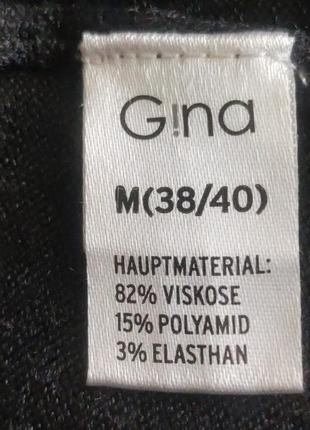 G!na
M(38/40)
HAUPTMATERIAL:
82% VISKOSE
15% POLYAMID
3% ELASTHAN